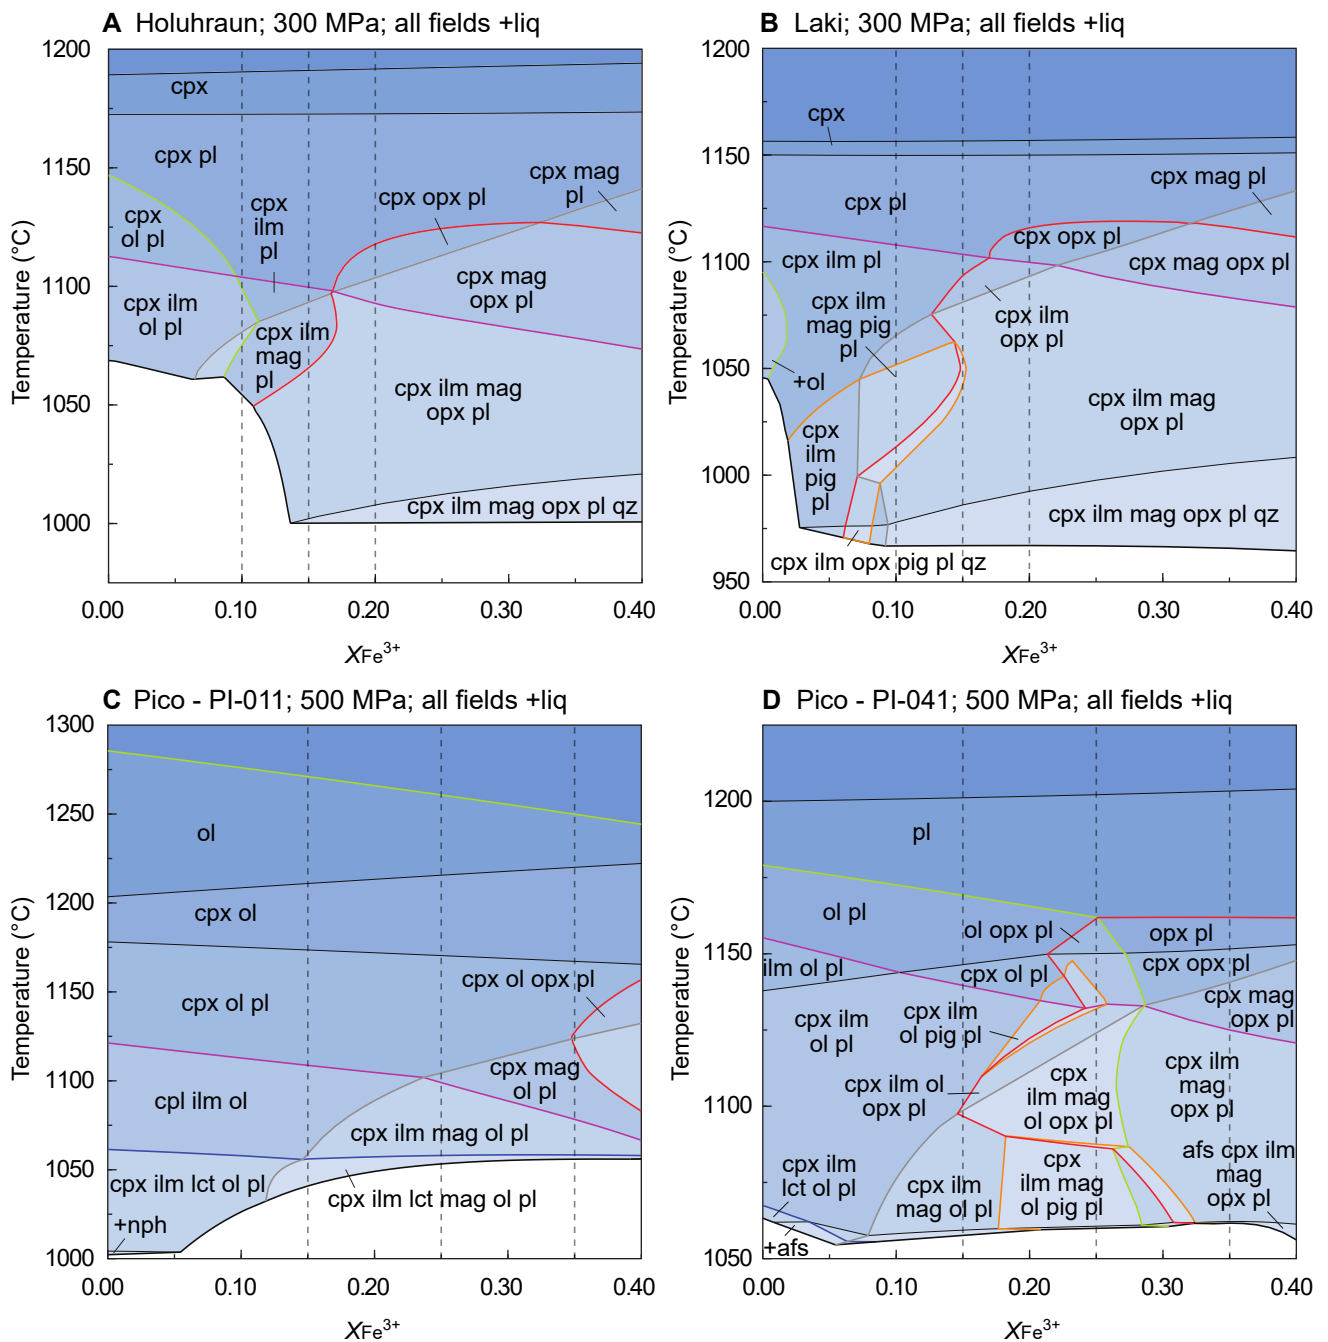 A Holuhraun; 300 MPa; all fields +liq
1200
1150
1100
1050
1000
Temperature (°C)
cpx
cpx pl
cpx
ol pl
cpx
ilm
pl
cpx opx pl
cpx mag
pl
cpx ilm
ol pl
cpx ilm
mag
pl
cpx mag
opx pl
cpx ilm mag
opx pl
cpx ilm mag opx pl qz
0.00 0.10 0.20 0.30 0.40
XFe3+
B Laki; 300 MPa; all fields +liq
1200
1150
1100
1050
1000
950
Temperature (°C)
cpx
cpx mag pl
cpx pl
cpx opx pl
cpx ilm pl
cpx mag opx pl
cpx ilm
mag pig
pl
cpx ilm
opx pl
+ol
cpx ilm mag
opx pl
cpx
ilm
pig
pl
cpx ilm mag opx pl qz
cpx ilm opx pig pl qz
0.00 0.10 0.20 0.30 0.40
XFe3+
C Pico - PI-011; 500 MPa; all fields +liq
1300
1250
1200
1150
1100
1050
1000
Temperature (°C)
ol
cpx ol
cpx ol opx pl
cpx ol pl
cpx mag
ol pl
cpl ilm ol
cpx ilm mag ol pl
cpx ilm lct ol pl
cpx ilm lct mag ol pl
+nph
0.00 0.10 0.20 0.30 0.40
XFe3+
D Pico - PI-041; 500 MPa; all fields +liq
1200
1150
1100
1050
Temperature (°C)
pl
ol pl
ol opx pl
opx pl
ilm ol pl
cpx ol pl
cpx opx pl
cpx ilm
ol pl
cpx ilm
ol pig pl
cpx mag
opx pl
cpx ilm ol
opx pl
cpx
ilm mag
ol opx pl
cpx ilm
mag
opx pl
cpx ilm
lct ol pl
cpx ilm
mag ol pl
cpx
ilm mag
ol pig pl
afs cpx ilm
mag
opx pl
+afs
0.00 0.10 0.20 0.30 0.40
XFe3+